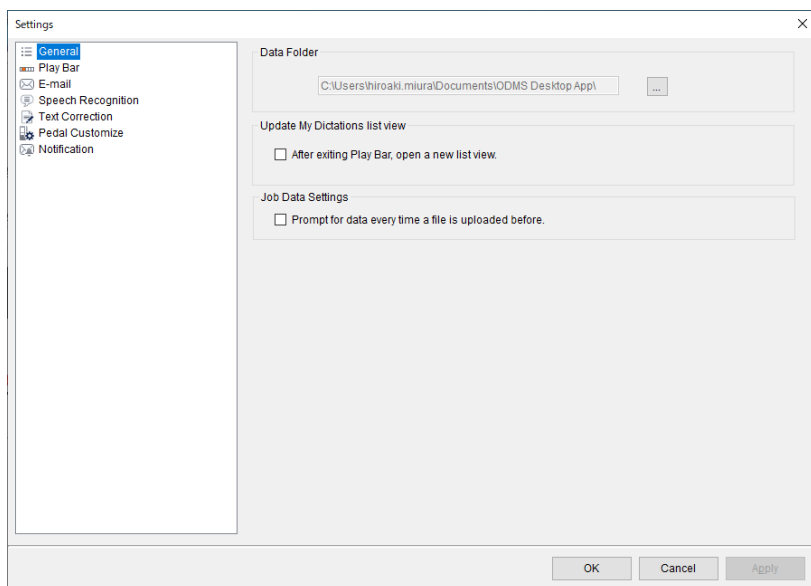 Settings
General
Play Bar
E-mail
Speech Recognition
Text Correction
Pedal Customize
Notification
Data Folder
C:\Users\hiroaki.miura\Documents\ODMS Desktop App\
...
Update My Dictations list view
After exiting Play Bar, open a new list view.
Job Data Settings
Prompt for data every time a file is uploaded before.
OK
Cancel
Apply